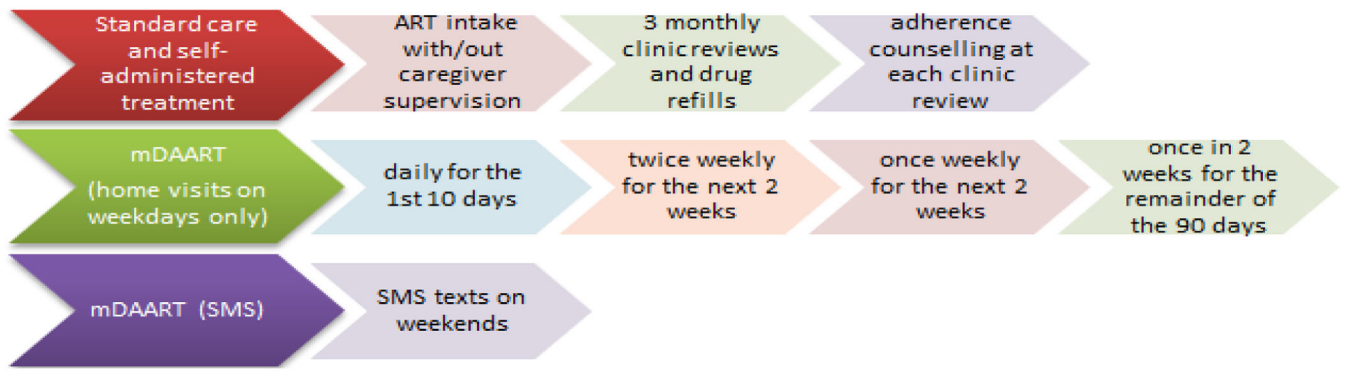 Standard care
and self-
administered
treatment
ART intake
with/out
caregiver
supervision
3 monthly
clinic reviews
and drug
refills
adherence
counselling at
each clinic
review
mDAART
(home visits on
weekdays only)
daily for the
1st 10 days
twice weekly
for the next 2
weeks
once weekly
for the next 2
weeks
once in 2
weeks for the
remainder of
the 90 days
mDAART (SMS)
SMS texts on
weekends